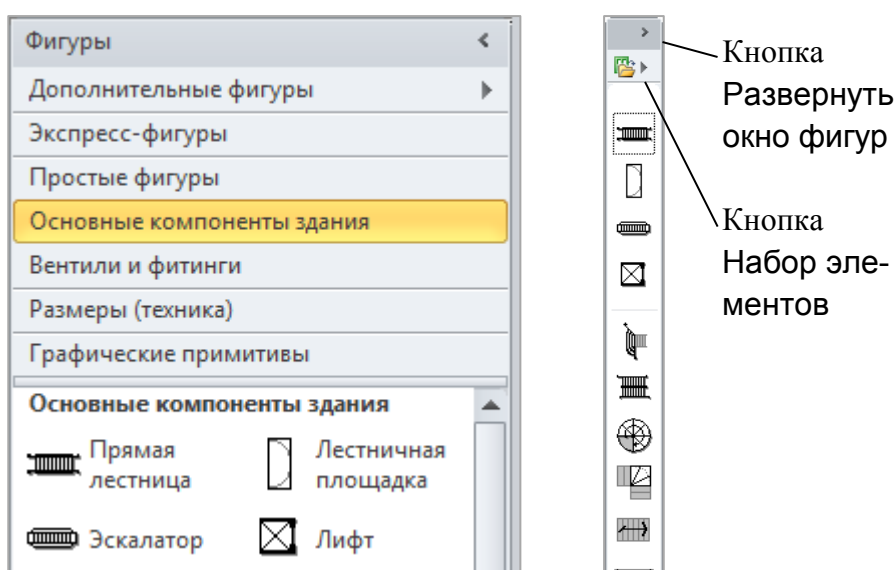 Фигуры
Дополнительные фигуры
Экспресс-фигуры
Простые фигуры
Основные компоненты здания
Вентили и фитинги
Размеры (техника)
Графические примитивы
Основные компоненты здания
Прямая
лестница
Лестничная
площадка
Эскалатор
Лифт
Кнопка
Развернуть
окно фигур
Кнопка
Набор эле-
ментов